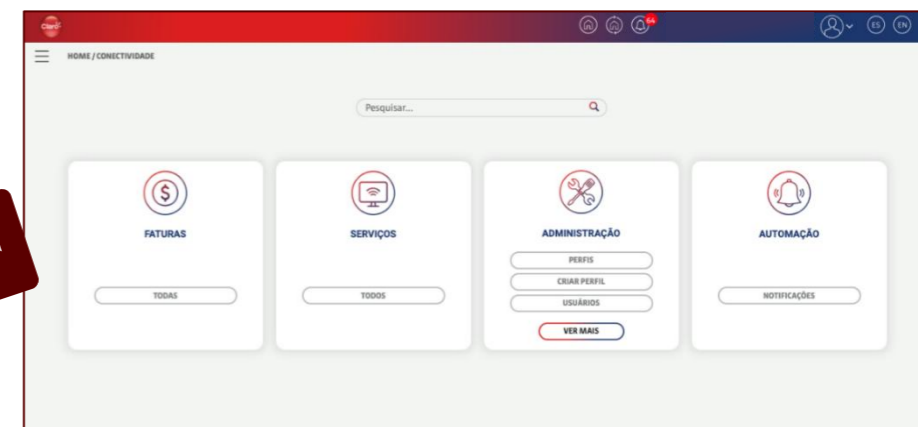 Claro
64
ES
EN
HOME / CONECTIVIDADE
Pesquisar...
FATURAS
TODAS
SERVIÇOS
TODOS
ADMINISTRAÇÃO
PERFIS
CRIAR PERFIL
USUÁRIOS
VER MAIS
AUTOMAÇÃO
NOTIFICAÇÕES